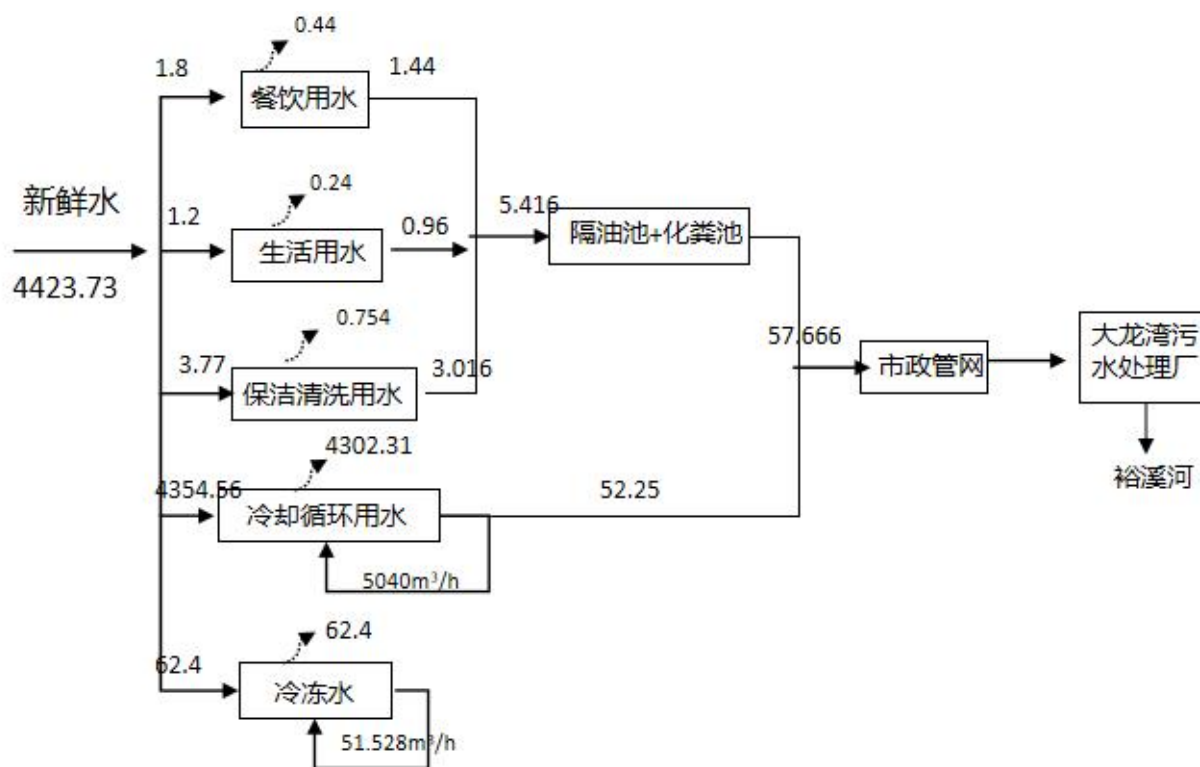 0.44
1.8
1.44
餐饮用水
新鲜水
4423.73
0.24
1.2
0.96
生活用水
5.416
隔油池+化粪池
0.754
3.77
3.016
保洁清洗用水
57.666
市政管网
大龙湾污
水处理厂
裕溪河
4302.31
4354.56
52.25
冷却循环用水
5040m³/h
62.4
62.4
冷冻水
51.528m³/h